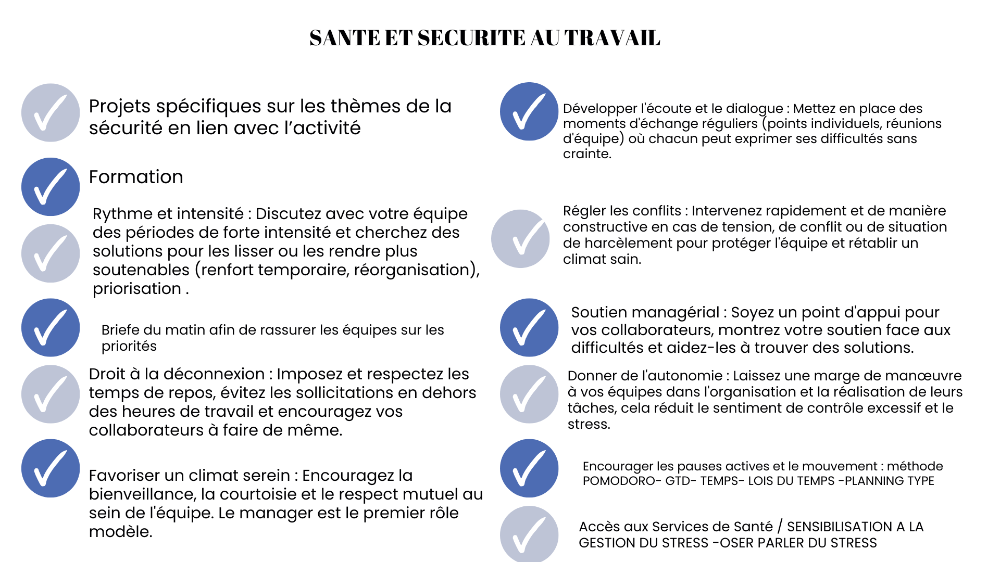 SANTE ET SECURITE AU TRAVAIL
Projets spécifiques sur les thèmes de la
sécurité en lien avec l’activité
Formation
Rythme et intensité : Discutez avec votre équipe
des périodes de forte intensité et cherchez des
solutions pour les lisser ou les rendre plus
soutenables (renfort temporaire, réorganisation),
priorisation .
Briefe du matin afin de rassurer les équipes sur les
priorités
Droit à la déconnexion : Imposez et respectez les
temps de repos, évitez les sollicitations en dehors
des heures de travail et encouragez vos
collaborateurs à faire de même.
Favoriser un climat serein : Encouragez la
bienveillance, la courtoisie et le respect mutuel au
sein de l'équipe. Le manager est le premier rôle
modèle.
Développer l'écoute et le dialogue : Mettez en place des
moments d'échange réguliers (points individuels, réunions
d'équipe) où chacun peut exprimer ses difficultés sans
crainte.
Régler les conflits : Intervenez rapidement et de manière
constructive en cas de tension, de conflit ou de situation
de harcèlement pour protéger l'équipe et rétablir un
climat sain.
Soutien managérial : Soyez un point d'appui pour
vos collaborateurs, montrez votre soutien face aux
difficultés et aidez-les à trouver des solutions.
Donner de l'autonomie : Laissez une marge de manœuvre
à vos équipes dans l'organisation et la réalisation de leurs
tâches, cela réduit le sentiment de contrôle excessif et le
stress.
Encourager les pauses actives et le mouvement : méthode
POMODORO- GTD- TEMPS- LOIS DU TEMPS -PLANNING TYPE
Accès aux Services de Santé / SENSIBILISATION A LA
GESTION DU STRESS -OSER PARLER DU STRESS